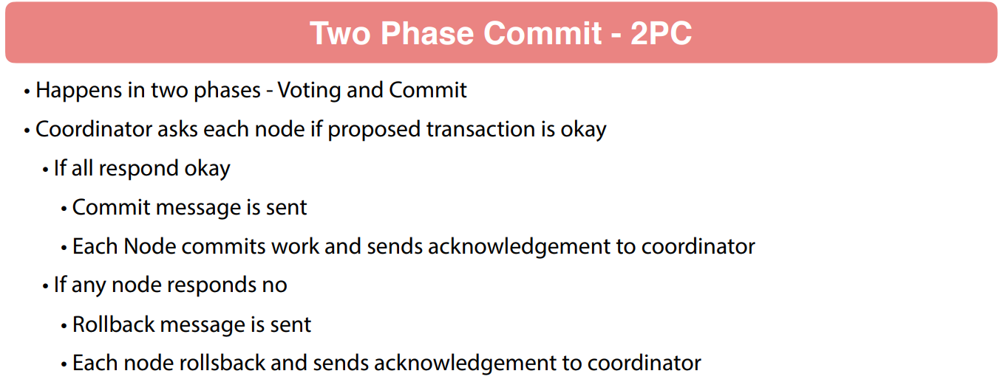 Two Phase Commit - 2PC
• Happens in two phases - Voting and Commit
• Coordinator asks each node if proposed transaction is okay
• If all respond okay
• Commit message is sent
• Each Node commits work and sends acknowledgement to coordinator
• If any node responds no
• Rollback message is sent
• Each node rollsback and sends acknowledgement to coordinator